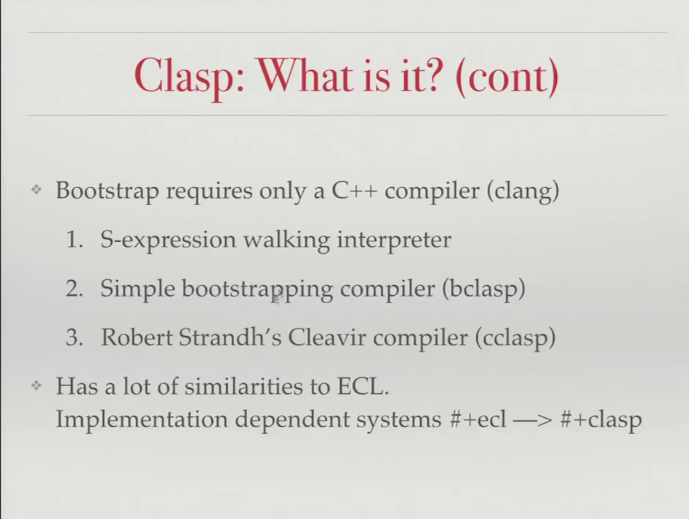 Clasp: What is it? (cont)
Bootstrap requires only a C++ compiler (clang)
1. S-expression walking interpreter
2. Simple bootstrapping compiler (bclasp)
3. Robert Strandh's Cleavir compiler (cclasp)
Has a lot of similarities to ECL.
Implementation dependent systems #+ecl —> #+clasp